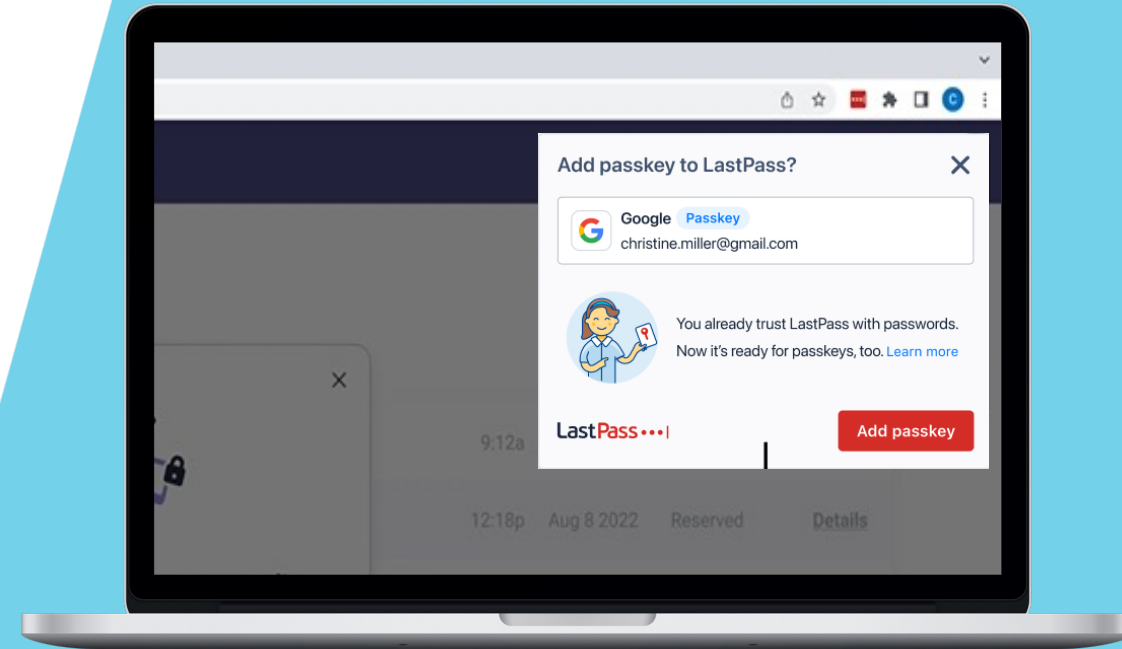 C
Add passkey to LastPass?
Google Passkey
christine.miller@gmail.com
You already trust LastPass with passwords.
Now it's ready for passkeys, too. Learn more
LastPass
Add passkey
9:12a
12:18p Aug 8 2022 Reserved Details